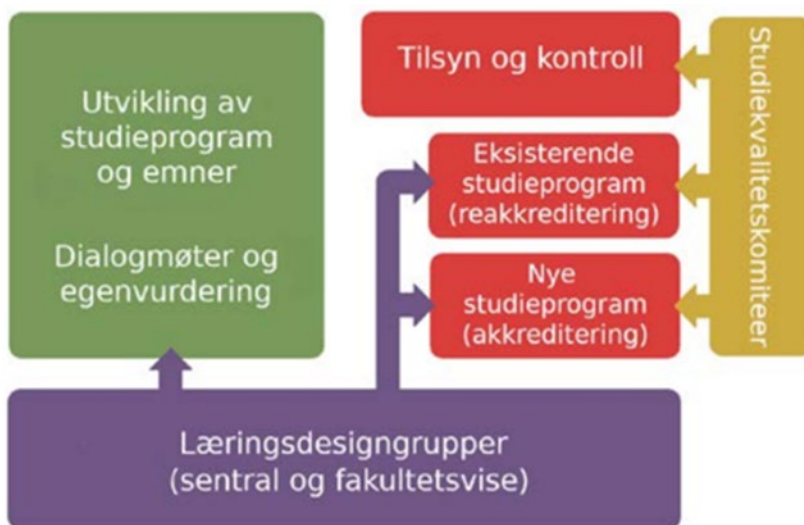 Utvikling av
studieprogram
og emner
Dialogmøter og
egenvurdering
Tilsyn og kontroll
Eksisterende
studieprogram
(reakkreditering)
Nye
studieprogram
(akkreditering)
Studiekvalitetskomiteer
Læringsdesigngrupper
(sentral og fakultetsvise)